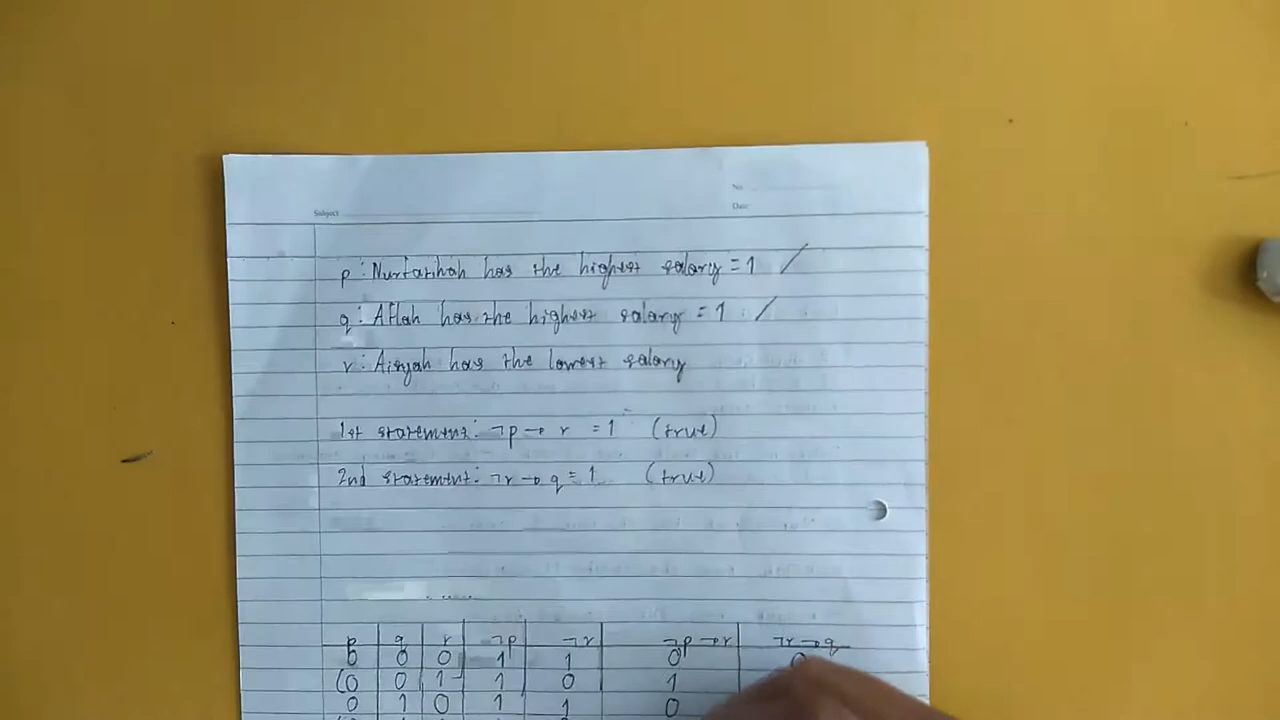 No
Subject Date
p : Nurfarihah has the highest salary = 1 /
q : Aflah has the highest salary = 1 /
r : Aisyah has the lowest salary
1st statement: ¬p → r = 1 (true)
2nd statement: ¬r → q = 1 (true)
p q r ¬p ¬r ¬p → r ¬r → q
0 0 0 1 1 0 0
(0 0 1 1 0 1
0 1 0 1 1 0